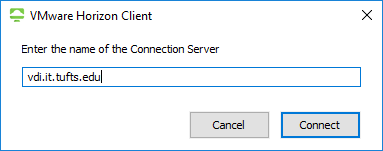 VMware Horizon Client
Enter the name of the Connection Server
vdi.it.tufts.edu
Cancel Connect